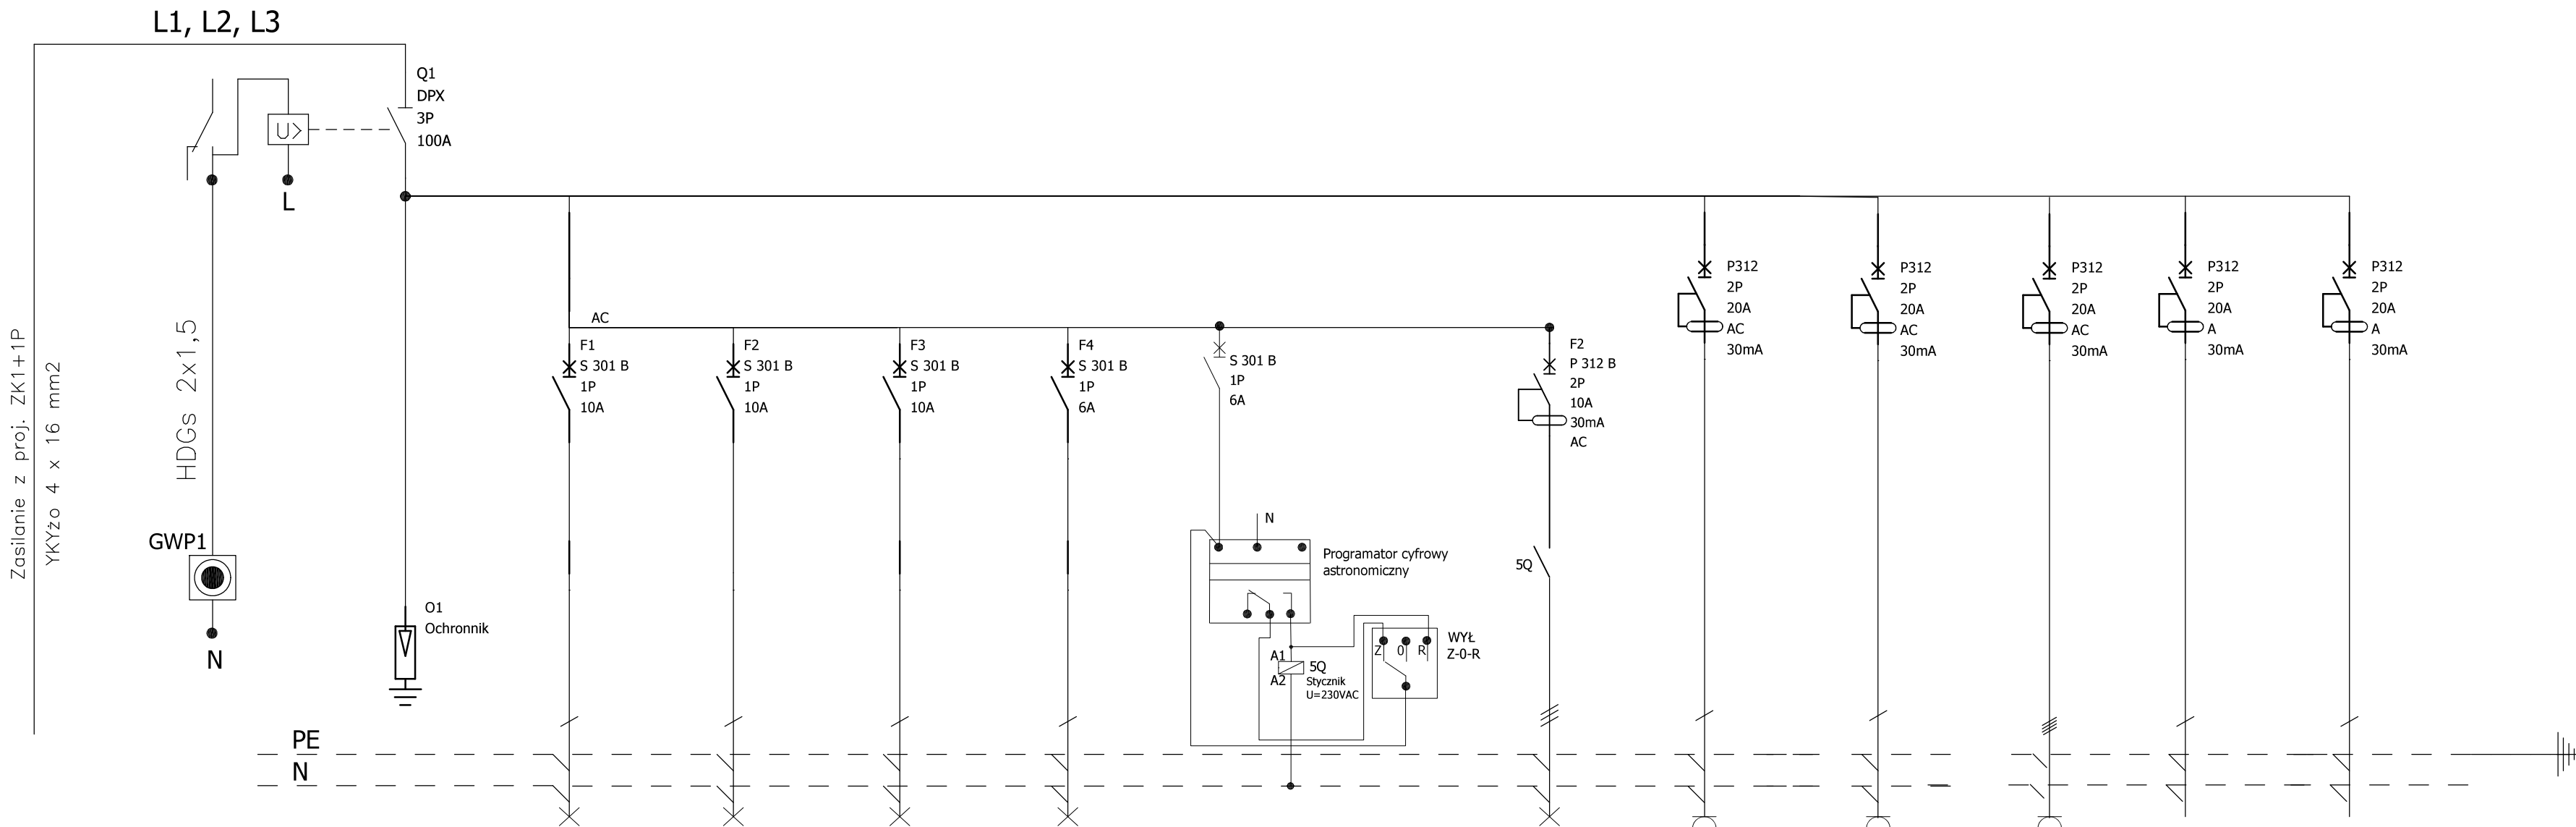 L1, L2, L3
Zasilanie z proj. ZK1+1P
YKYżo 4 x 16 mm2
HDGs 2x1,5
GWP1
N
U>
L
Q1
DPX
3P
100A
O1
Ochronnik
AC
F1
S 301 B
1P
10A
F2
S 301 B
1P
10A
F3
S 301 B
1P
10A
F4
S 301 B
1P
6A
S 301 B
1P
6A
N
Programator cyfrowy
astronomiczny
A1
A2
5Q
Stycznik
U=230VAC
Z 0 R
WYŁ
Z-0-R
F2
P 312 B
2P
10A
30mA
AC
5Q
P312
2P
20A
AC
30mA
P312
2P
20A
AC
30mA
P312
2P
20A
AC
30mA
P312
2P
20A
A
30mA
P312
2P
20A
A
30mA
PE
N